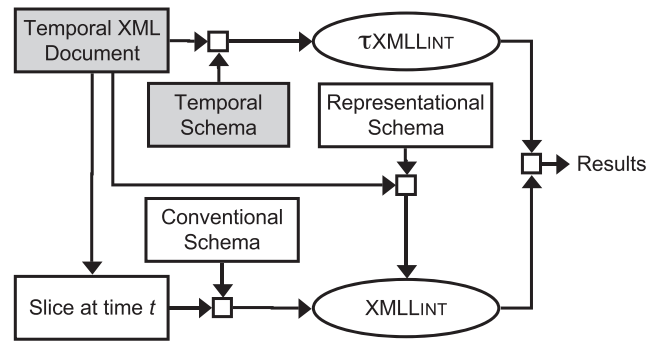 Temporal XML
Document
τXMLLINT
Temporal
Schema
Representational
Schema
Results
Conventional
Schema
Slice at time t
XMLLINT